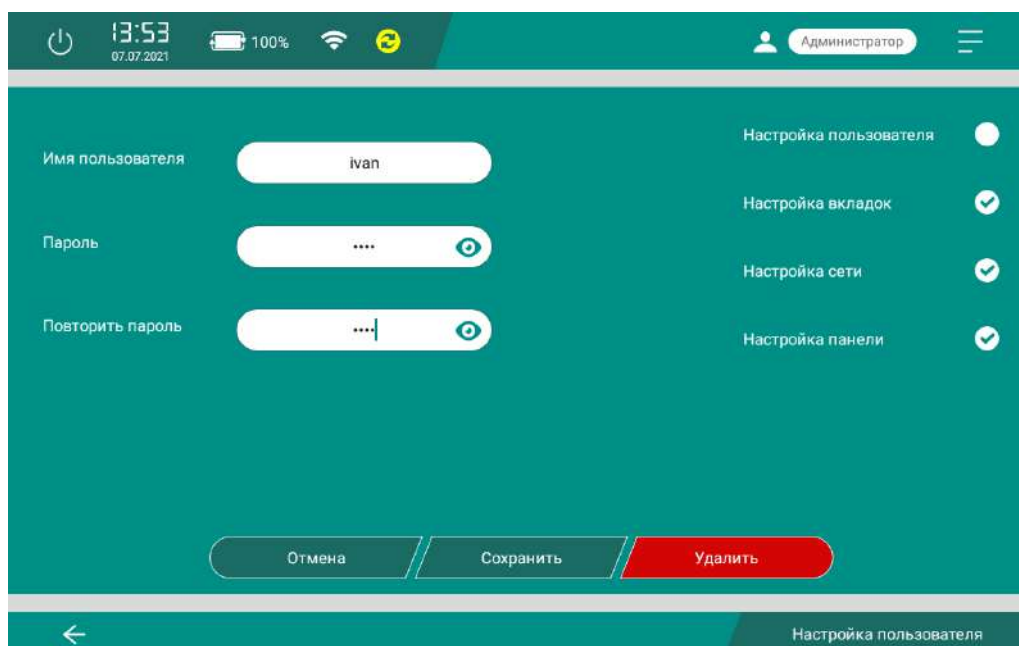 13:53
07.07.2021
100%
Администратор
Имя пользователя
ivan
Пароль
••••
Повторить пароль
••••
Настройка пользователя
Настройка вкладок
Настройка сети
Настройка панели
Отмена
Сохранить
Удалить
Настройка пользователя